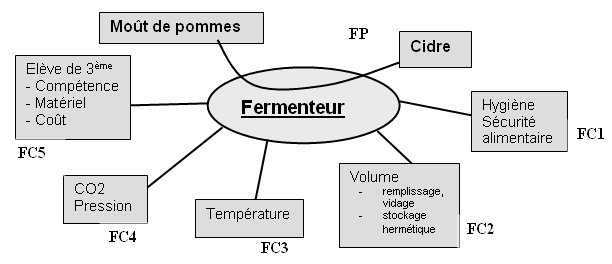 Moût de pommes
FP
Cidre
Elève de 3ème
- Compétence
- Matériel
- Coût
FC5
Fermenteur
Hygiène
Sécurité
alimentaire
FC1
CO2
Pression
FC4
Température
FC3
Volume
- remplissage,
vidage
- stockage
hermétique
FC2